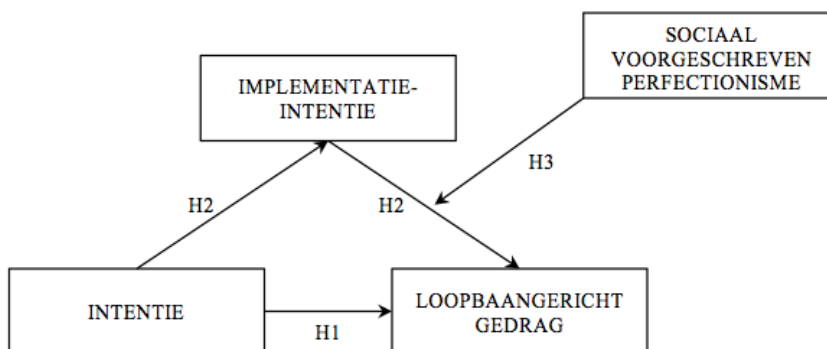 SOCIAAL
VOORGESCHREVEN
PERFECTIONISME
IMPLEMENTATIE-
INTENTIE
H3
H2
H2
INTENTIE
H1
LOOPBAANGERICHT
GEDRAG